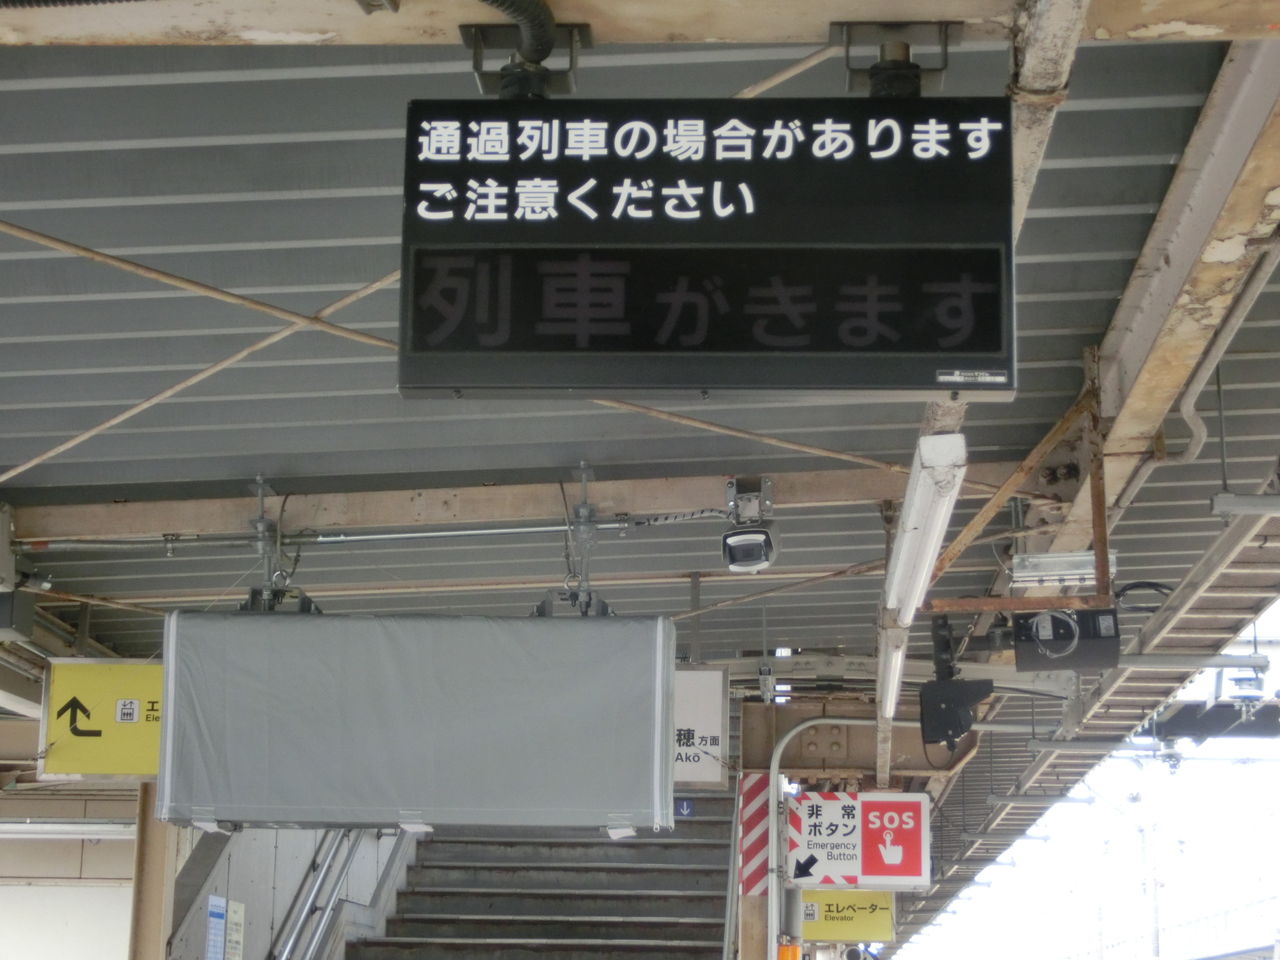 通過列車の場合があります
ご注意ください
列車がきます
エ
Ele
穂方面
Akō
非常
ボタン
Emergency
Button
SOS
エレベーター
Elevator